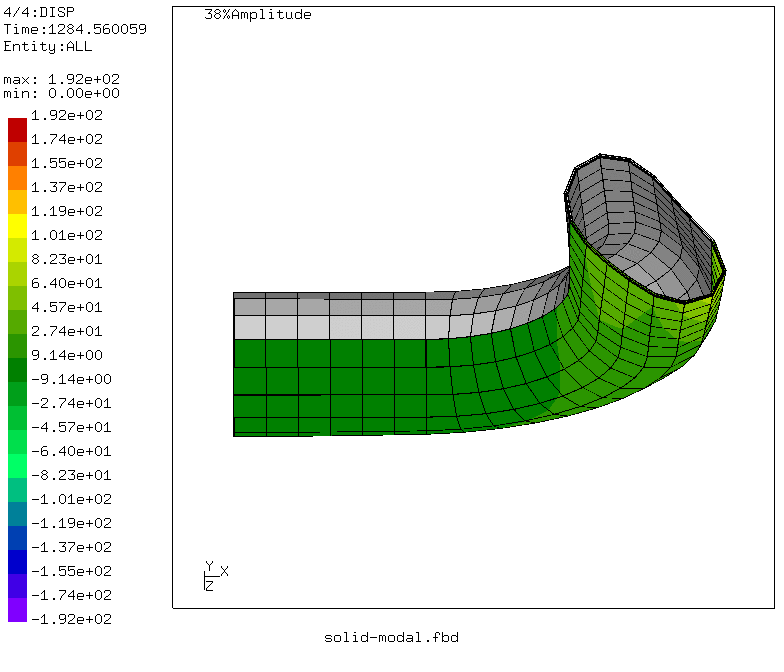 4/4:DISP
Time:1284.560059
Entity:ALL
max: 1.92e+02
min: 0.00e+00
1.92e+02
1.74e+02
1.55e+02
1.37e+02
1.19e+02
1.01e+02
8.23e+01
6.40e+01
4.57e+01
2.74e+01
9.14e+00
-9.14e+00
-2.74e+01
-4.57e+01
-6.40e+01
-8.23e+01
-1.01e+02
-1.19e+02
-1.37e+02
-1.55e+02
-1.74e+02
-1.92e+02
38%Amplitude
Y
X
Z
solid-modal.fbd